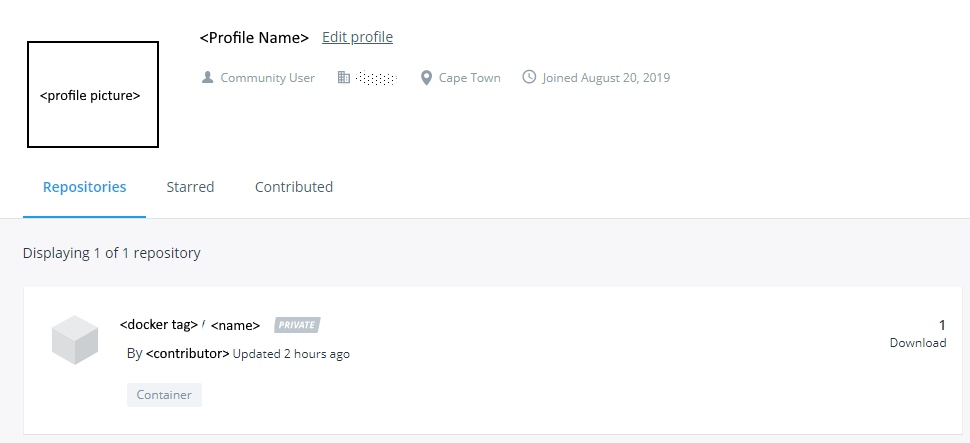 <Profile Name> Edit profile
Community User Cape Town Joined August 20, 2019
<profile picture>
Repositories Starred Contributed
Displaying 1 of 1 repository
<docker tag> / <name> PRIVATE 1
By <contributor> Updated 2 hours ago Download
Container